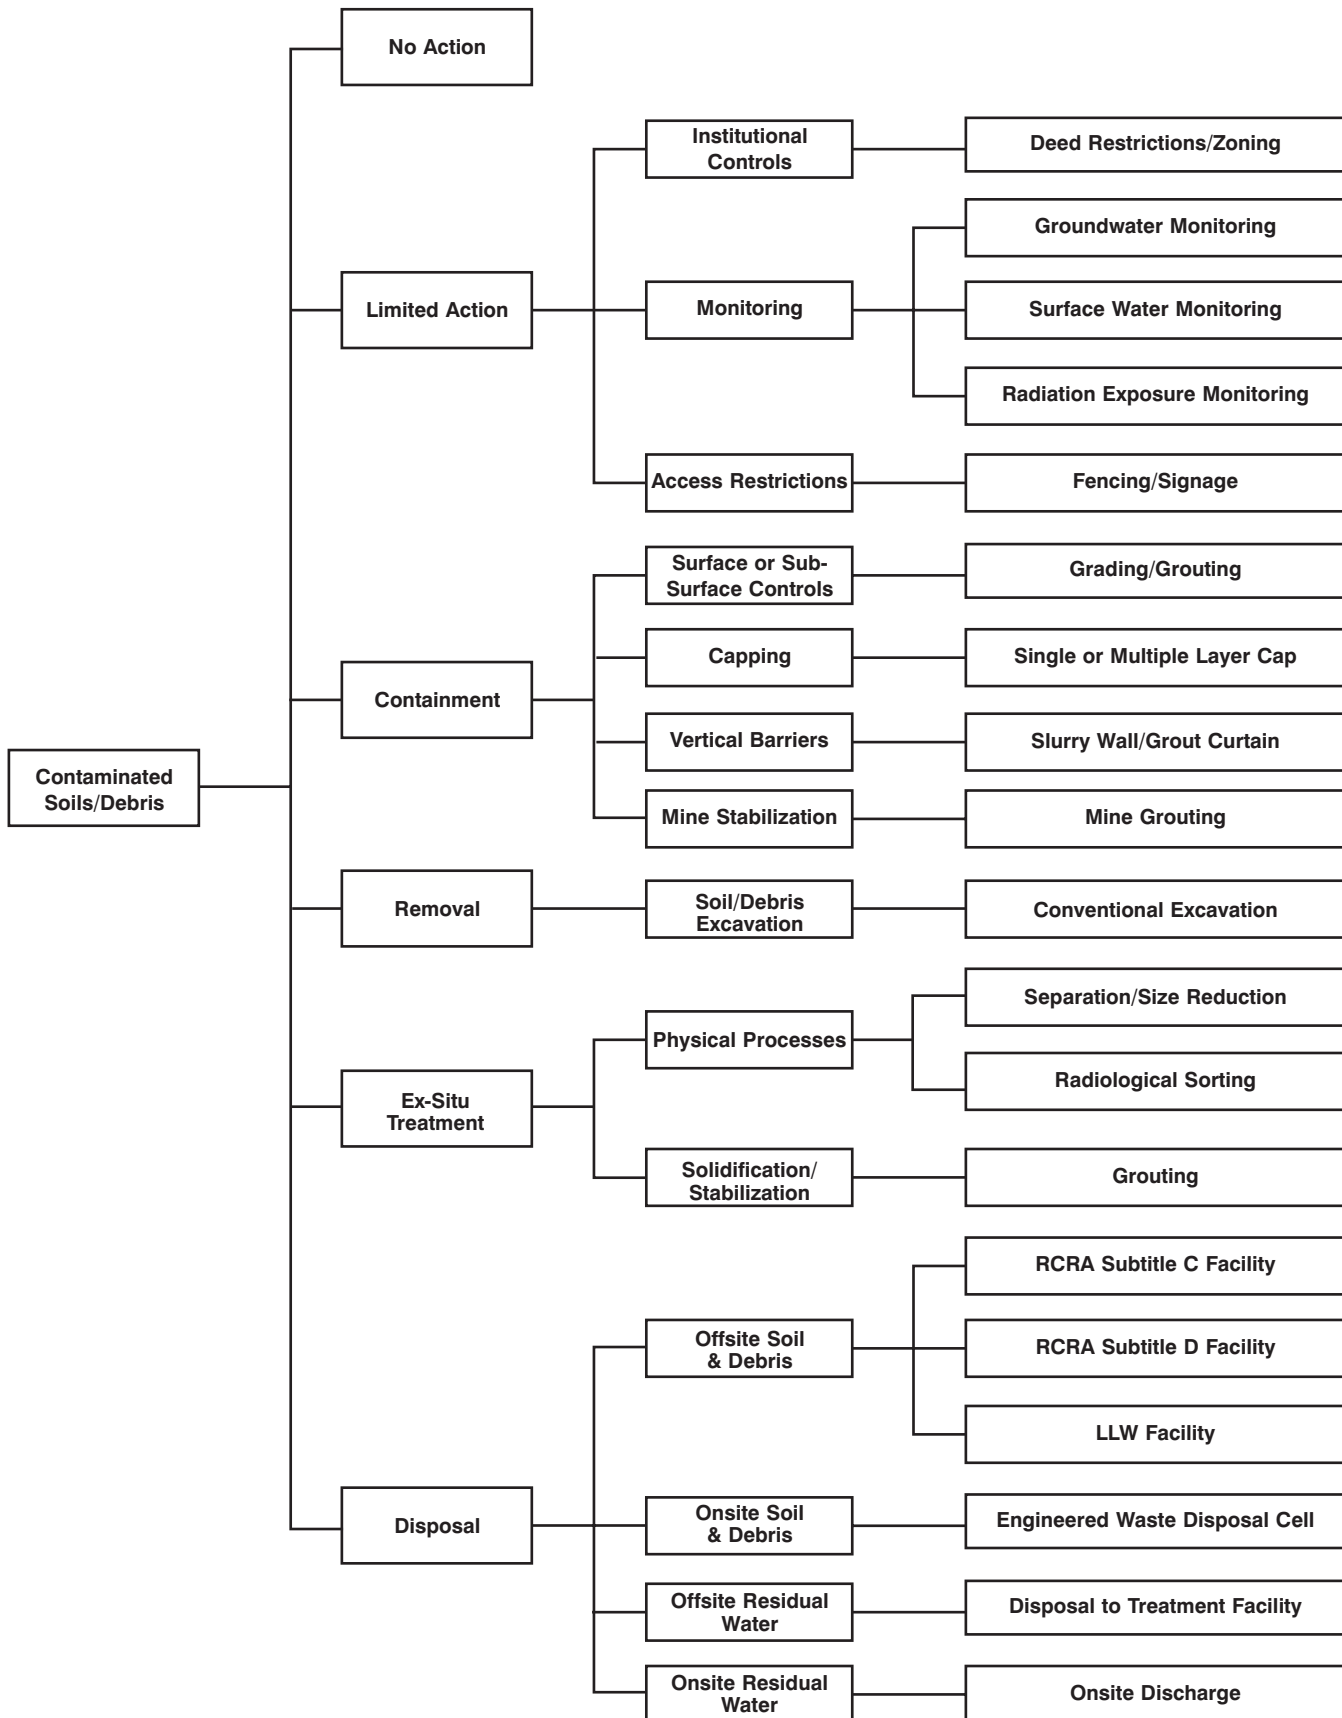 No Action
Institutional
Controls
Deed Restrictions/Zoning
Groundwater Monitoring
Limited Action
Monitoring
Surface Water Monitoring
Radiation Exposure Monitoring
Access Restrictions
Fencing/Signage
Surface or Sub-
Surface Controls
Grading/Grouting
Capping
Single or Multiple Layer Cap
Containment
Vertical Barriers
Slurry Wall/Grout Curtain
Contaminated
Soils/Debris
Mine Stabilization
Mine Grouting
Removal
Soil/Debris
Excavation
Conventional Excavation
Separation/Size Reduction
Physical Processes
Radiological Sorting
Ex-Situ
Treatment
Solidification/
Stabilization
Grouting
RCRA Subtitle C Facility
Offsite Soil
& Debris
RCRA Subtitle D Facility
LLW Facility
Disposal
Onsite Soil
& Debris
Engineered Waste Disposal Cell
Offsite Residual
Water
Disposal to Treatment Facility
Onsite Residual
Water
Onsite Discharge